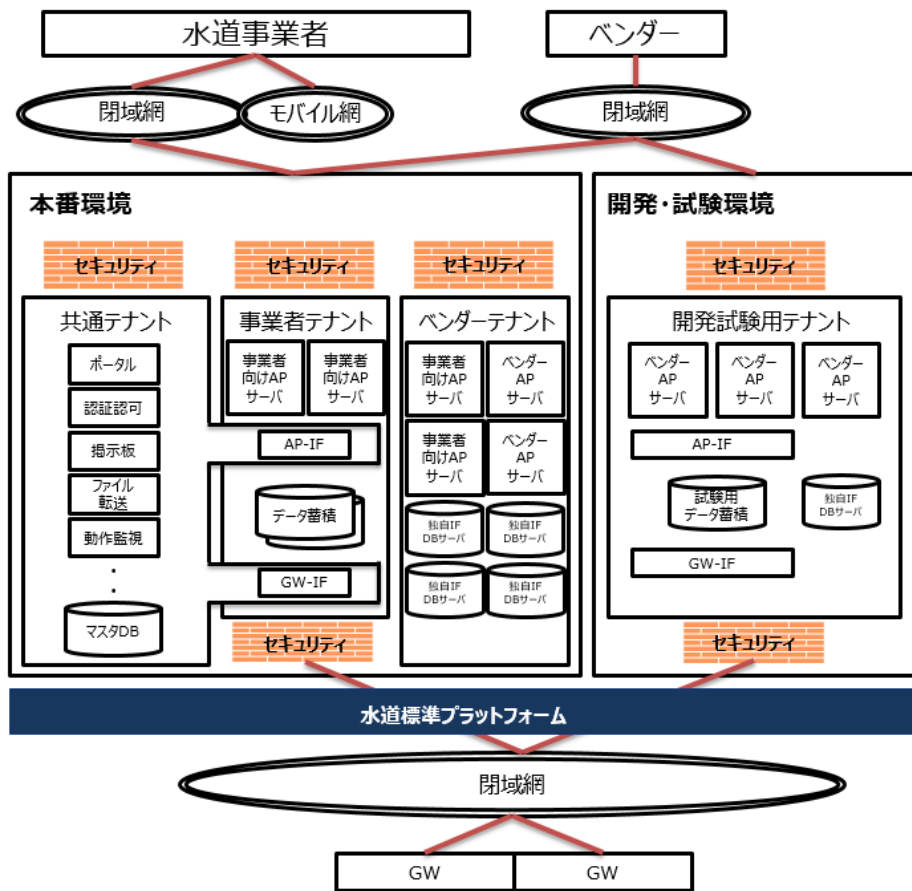 水道事業者
ベンダー
閉域網
モバイル網
閉域網
本番環境
開発・試験環境
セキュリティ
セキュリティ
セキュリティ
セキュリティ
共通テナント
ポータル
認証認可
掲示板
ファイル
転送
動作監視
・
・
マスタDB
事業者テナント
事業者
向けAP
サーバ
事業者
向けAP
サーバ
AP-IF
データ蓄積
GW-IF
ベンダーテナント
事業者
向けAP
サーバ
ベンダー
AP
サーバ
事業者
向けAP
サーバ
ベンダー
AP
サーバ
独自IF
DBサーバ
独自IF
DBサーバ
独自IF
DBサーバ
独自IF
DBサーバ
開発試験用テナント
ベンダー
AP
サーバ
ベンダー
AP
サーバ
ベンダー
AP
サーバ
AP-IF
試験用
データ蓄積
独自IF
DBサーバ
GW-IF
セキュリティ
セキュリティ
水道標準プラットフォーム
閉域網
GW
GW